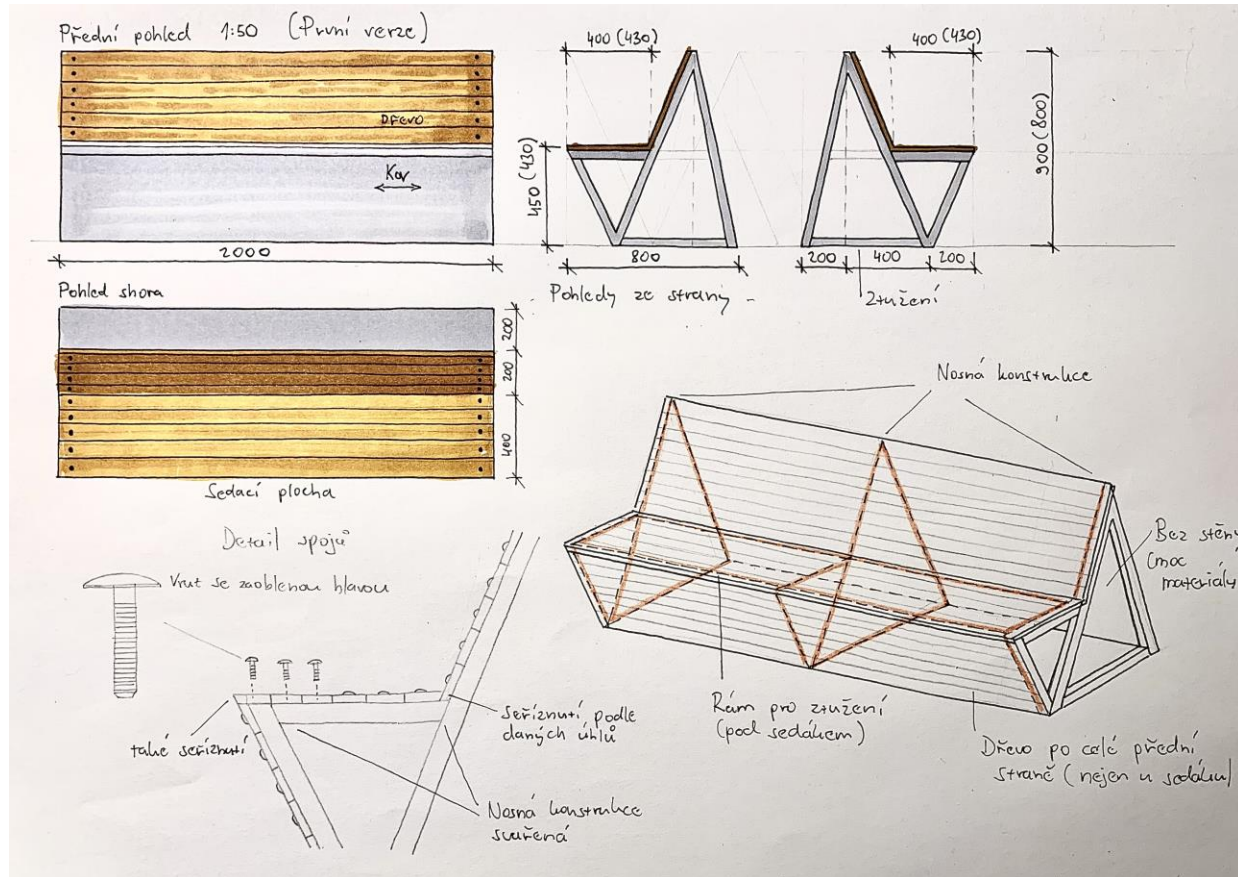 Přední pohled 1:50 (První verze)
400 (430)
400 (430)
Dřevo
Kov
450 (430)
900 (800)
2000
800
200 400 200
Pohledy ze strany -
Ztužení
Pohled shora
200
200
400
Sedací plocha
Nosná konstrukce
Detail spojů
Vrut se zaoblenou hlavou
Bez stěny
(moc
materiálu
seříznutí podle
daných úhlů
také seříznutí
Rám pro ztužení
(pod sedákem)
Dřevo po celé přední
straně (nejen u sedáku)
Nosná konstrukce
svařená